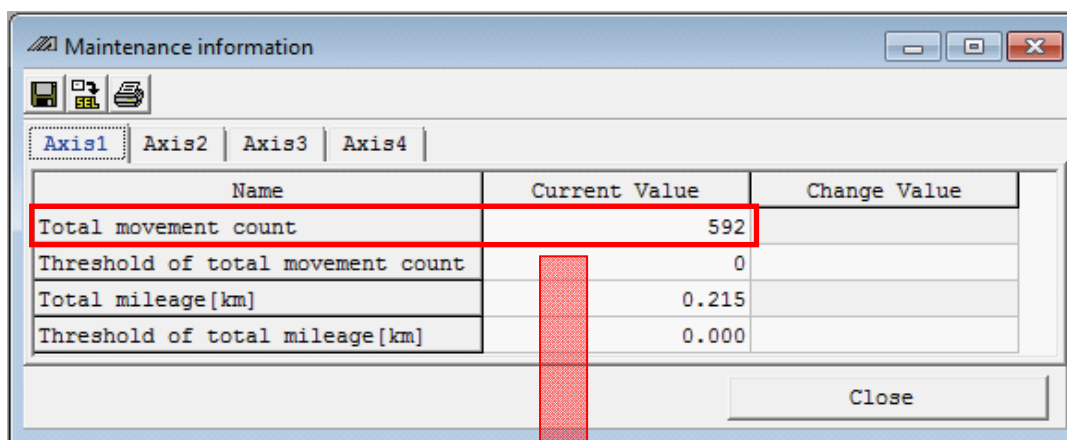 Maintenance information
SEL
Axis1 Axis2 Axis3 Axis4
Name Current Value Change Value
Total movement count 592
Threshold of total movement count 0
Total mileage[km] 0.215
Threshold of total mileage[km] 0.000
Close